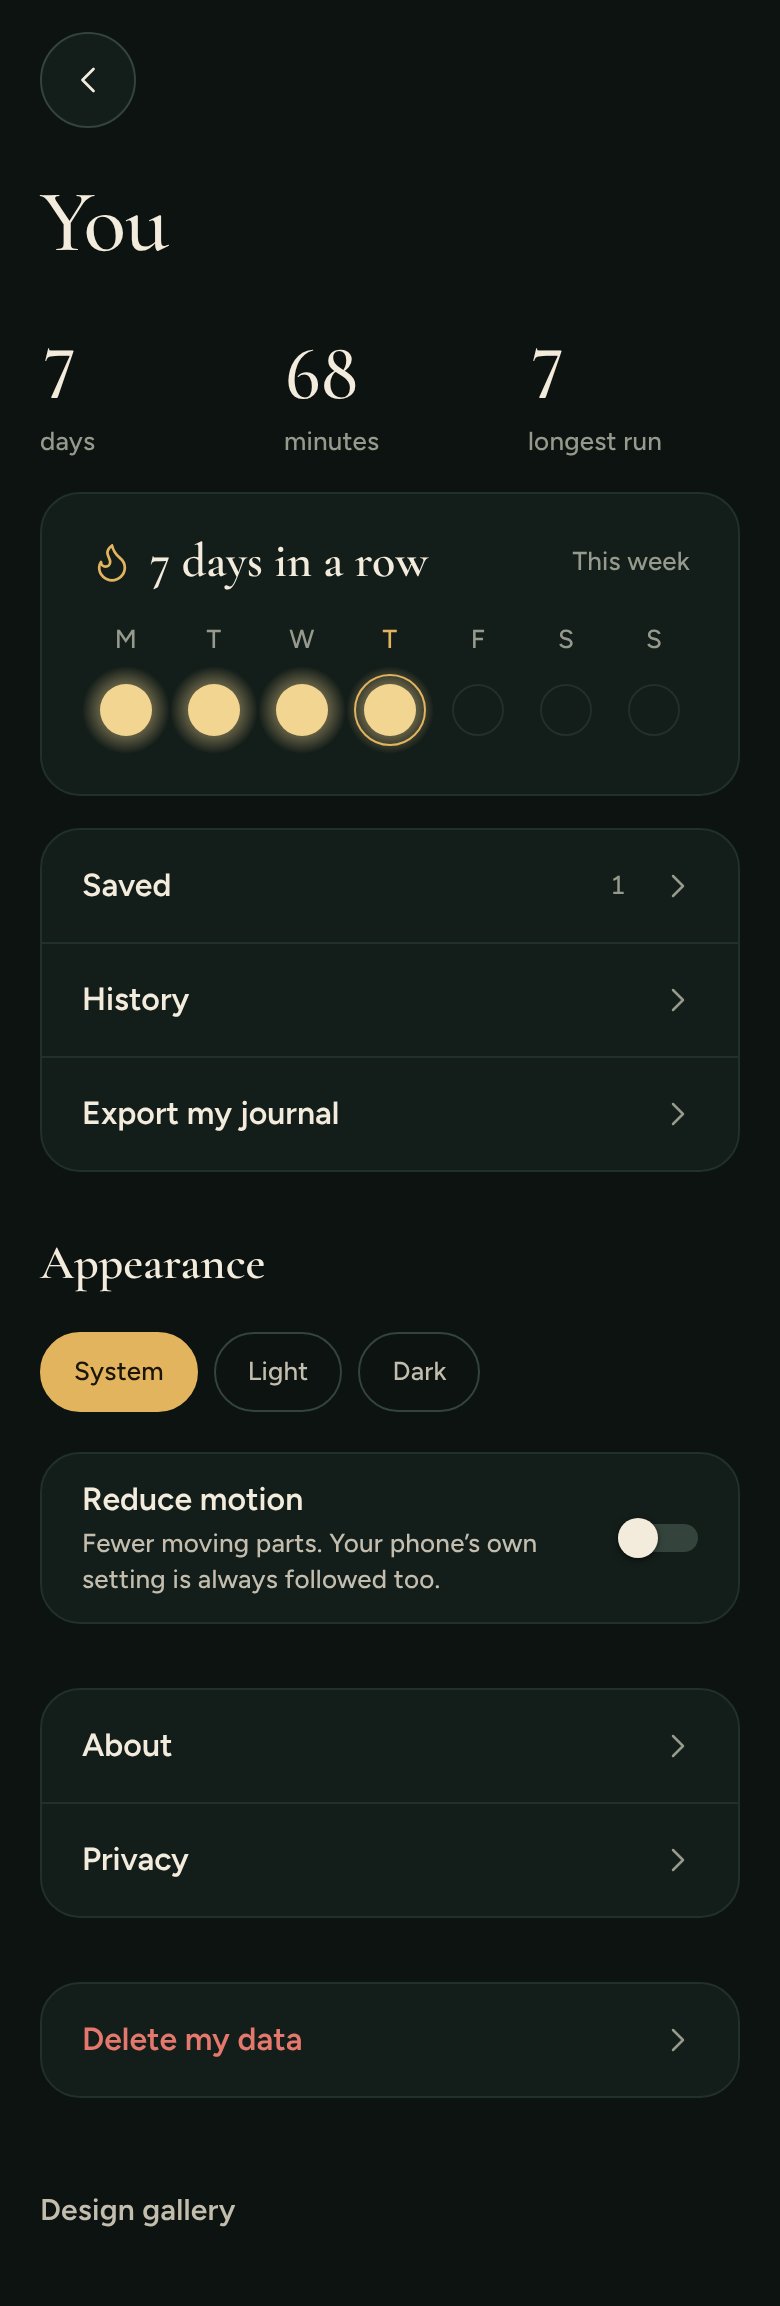 You
7 68 7
days minutes longest run
7 days in a row This week
M T W T F S S
Saved 1
History
Export my journal
Appearance
System Light Dark
Reduce motion
Fewer moving parts. Your phone’s own
setting is always followed too.
About
Privacy
Delete my data
Design gallery